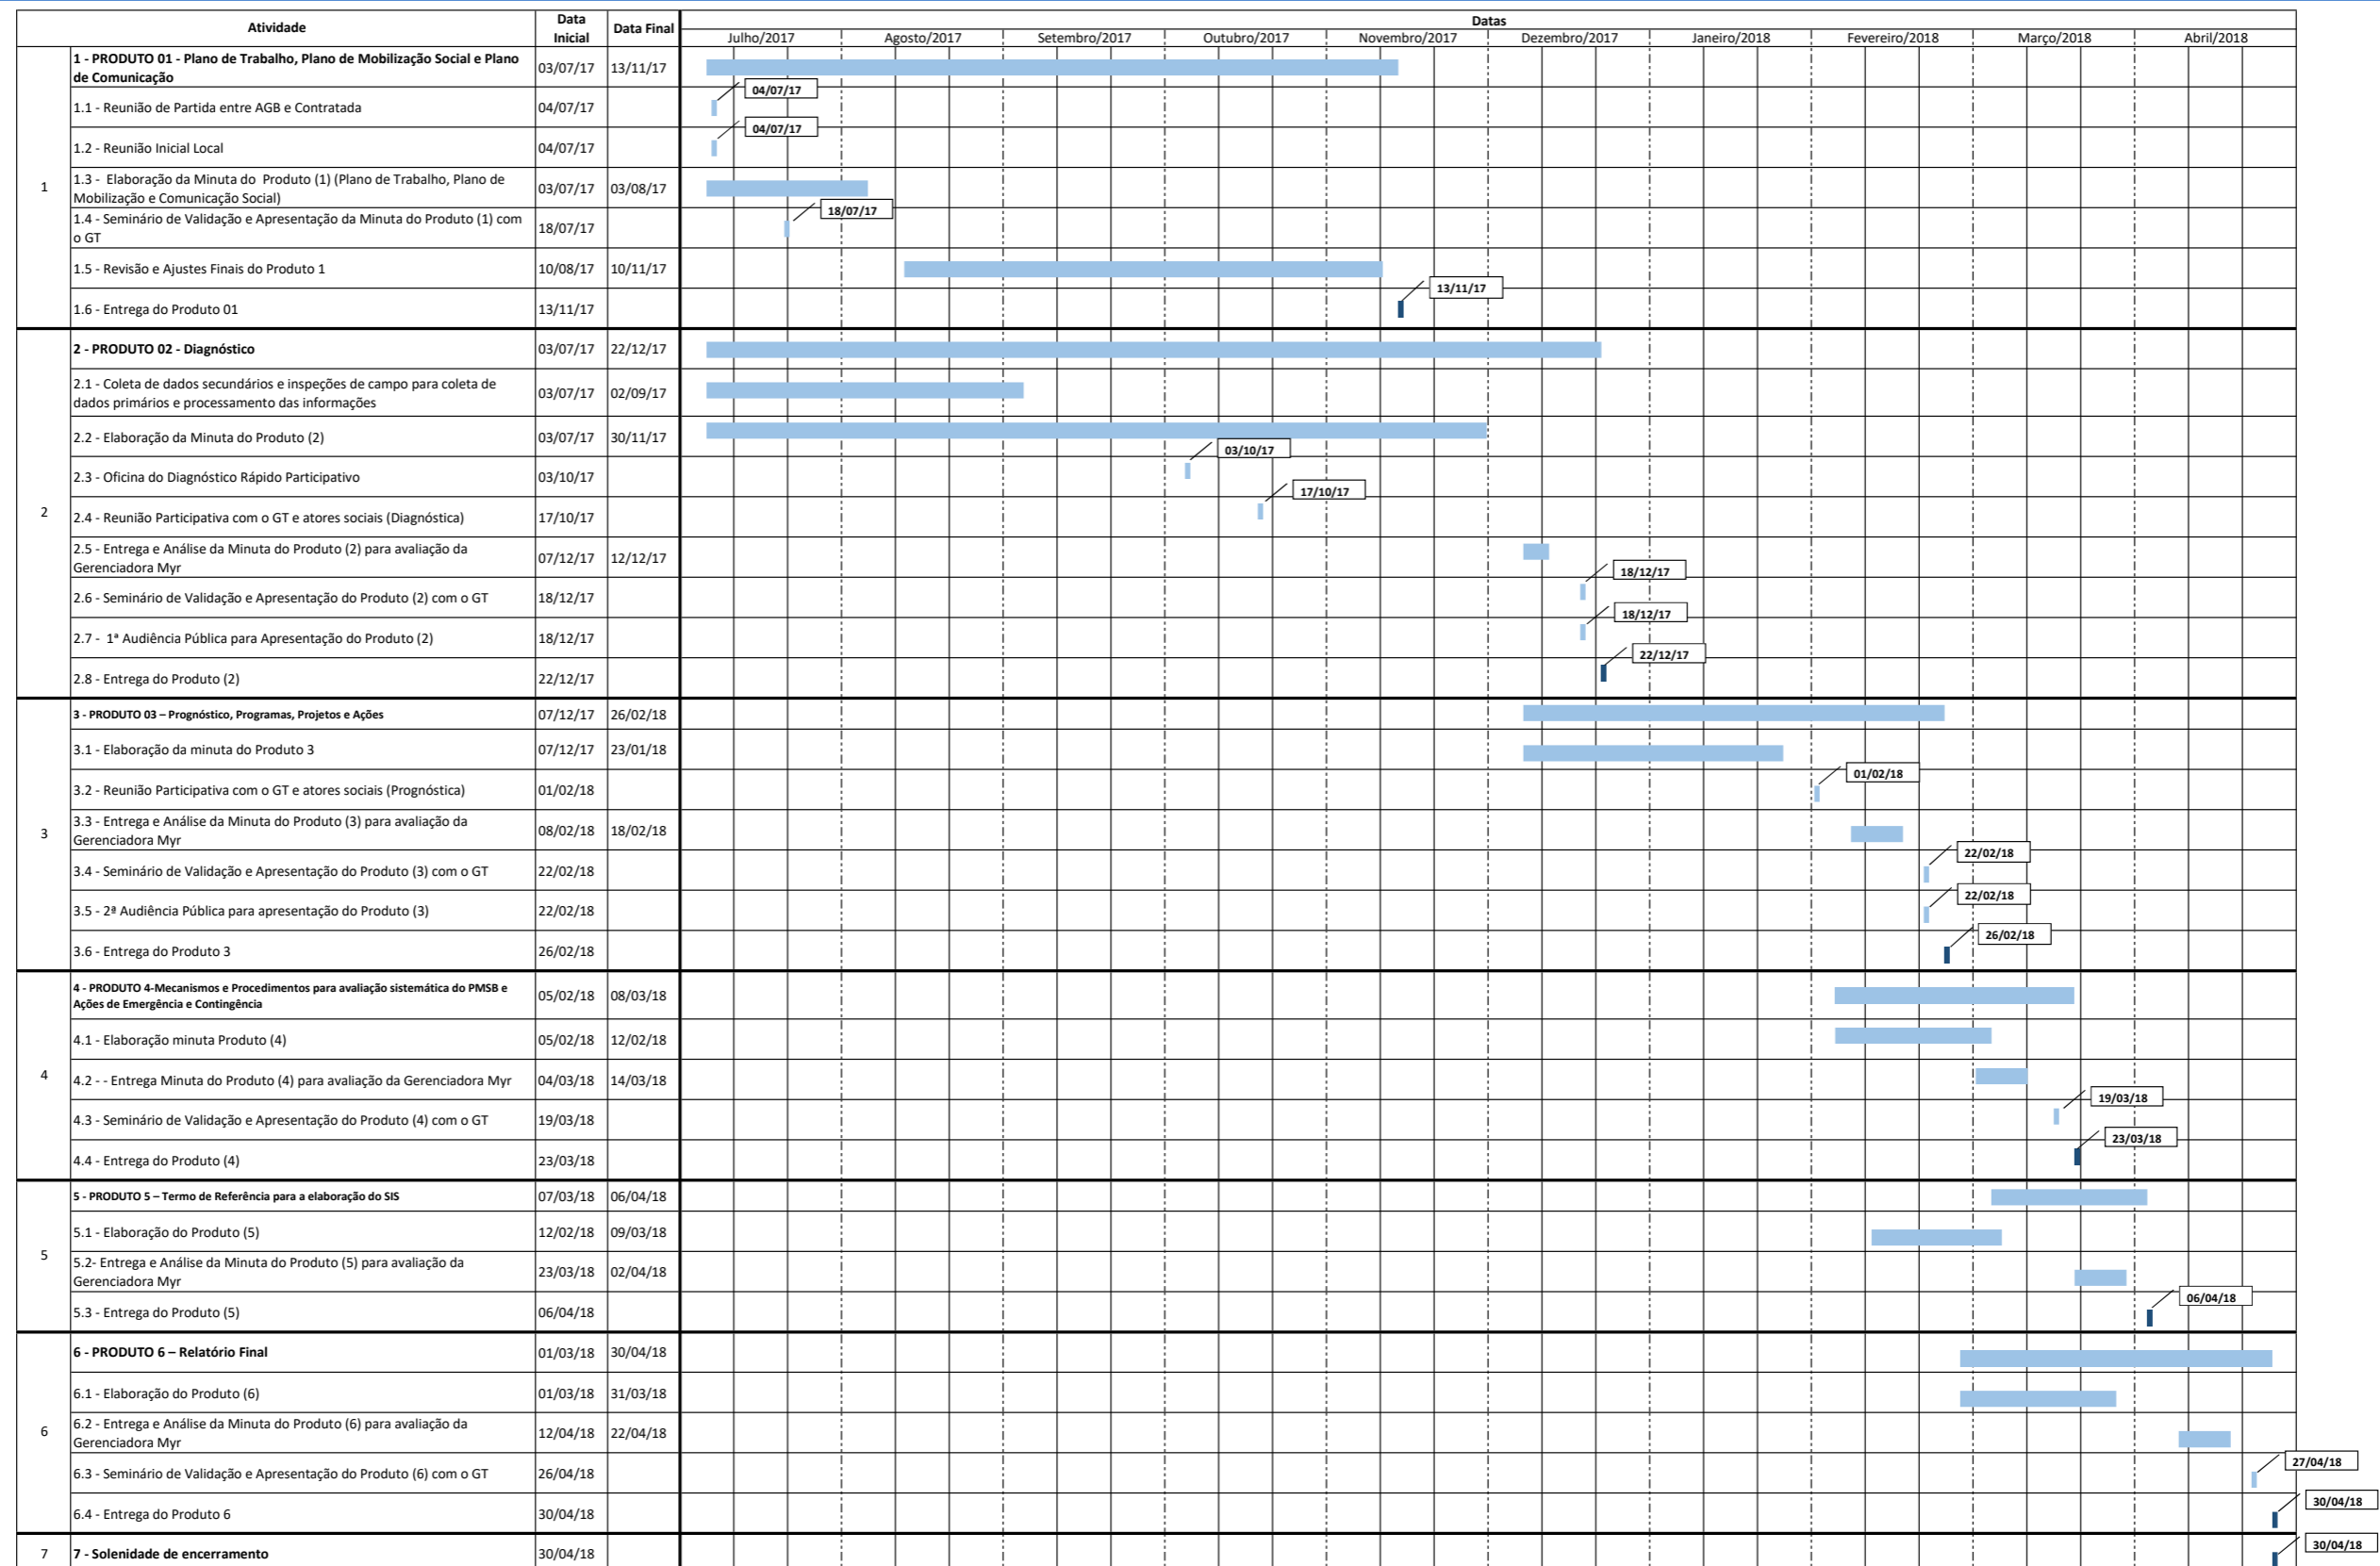 Atividade
Data
Inicial
Data Final
Datas
Julho/2017 Agosto/2017 Setembro/2017 Outubro/2017 Novembro/2017 Dezembro/2017 Janeiro/2018 Fevereiro/2018 Março/2018 Abril/2018
1
1 - PRODUTO 01 - Plano de Trabalho, Plano de Mobilização Social e Plano
de Comunicação
03/07/17 13/11/17
04/07/17
1.1 - Reunião de Partida entre AGB e Contratada 04/07/17
04/07/17
1.2 - Reunião Inicial Local 04/07/17
1.3 -  Elaboração da Minuta do  Produto (1) (Plano de Trabalho, Plano de
Mobilização e Comunicação Social)
03/07/17 03/08/17
18/07/17
1.4 - Seminário de Validação e Apresentação da Minuta do Produto (1) com
o GT
18/07/17
1.5 - Revisão e Ajustes Finais do Produto 1 10/08/17 10/11/17
13/11/17
1.6 - Entrega do Produto 01 13/11/17
2
2 - PRODUTO 02 - Diagnóstico 03/07/17 22/12/17
2.1 - Coleta de dados secundários e inspeções de campo para coleta de
dados primários e processamento das informações
03/07/17 02/09/17
2.2 - Elaboração da Minuta do Produto (2) 03/07/17 30/11/17
03/10/17
2.3 - Oficina do Diagnóstico Rápido Participativo 03/10/17
17/10/17
2.4 - Reunião Participativa com o GT e atores sociais (Diagnóstica) 17/10/17
2.5 - Entrega e Análise da Minuta do Produto (2) para avaliação da
Gerenciadora Myr
07/12/17 12/12/17
18/12/17
2.6 - Seminário de Validação e Apresentação do Produto (2) com o GT 18/12/17
18/12/17
2.7 -  1ª Audiência Pública para Apresentação do Produto (2) 18/12/17
22/12/17
2.8 - Entrega do Produto (2) 22/12/17
3
3 - PRODUTO 03 – Prognóstico, Programas, Projetos e Ações 07/12/17 26/02/18
3.1 - Elaboração da minuta do Produto 3 07/12/17 23/01/18
01/02/18
3.2 - Reunião Participativa com o GT e atores sociais (Prognóstica) 01/02/18
3.3 - Entrega e Análise da Minuta do Produto (3) para avaliação da
Gerenciadora Myr
08/02/18 18/02/18
22/02/18
3.4 - Seminário de Validação e Apresentação do Produto (3) com o GT 22/02/18
22/02/18
3.5 - 2ª Audiência Pública para apresentação do Produto (3) 22/02/18
26/02/18
3.6 - Entrega do Produto 3 26/02/18
4
4 - PRODUTO 4-Mecanismos e Procedimentos para avaliação sistemática do PMSB e
Ações de Emergência e Contingência
05/02/18 08/03/18
4.1 - Elaboração minuta Produto (4) 05/02/18 12/02/18
4.2 - - Entrega Minuta do Produto (4) para avaliação da Gerenciadora Myr 04/03/18 14/03/18
19/03/18
4.3 - Seminário de Validação e Apresentação do Produto (4) com o GT 19/03/18
23/03/18
4.4 - Entrega do Produto (4) 23/03/18
5
5 - PRODUTO 5 – Termo de Referência para a elaboração do SIS 07/03/18 06/04/18
5.1 - Elaboração do Produto (5) 12/02/18 09/03/18
5.2- Entrega e Análise da Minuta do Produto (5) para avaliação da
Gerenciadora Myr
23/03/18 02/04/18
06/04/18
5.3 - Entrega do Produto (5) 06/04/18
6
6 - PRODUTO 6 – Relatório Final 01/03/18 30/04/18
6.1 - Elaboração do Produto (6) 01/03/18 31/03/18
6.2 - Entrega e Análise da Minuta do Produto (6) para avaliação da
Gerenciadora Myr
12/04/18 22/04/18
27/04/18
6.3 - Seminário de Validação e Apresentação do Produto (6) com o GT 26/04/18
30/04/18
6.4 - Entrega do Produto 6 30/04/18
30/04/18
7 7 - Solenidade de encerramento 30/04/18